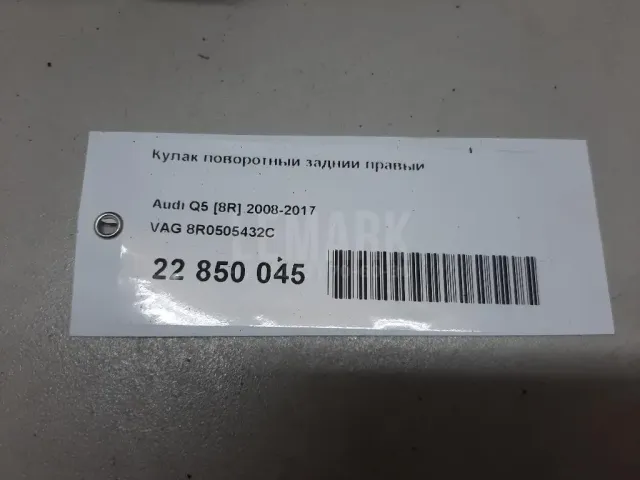 Кулак поворотный задний правый
Audi Q5 [8R] 2008-2017
VAG 8R0505432C
22 850 045